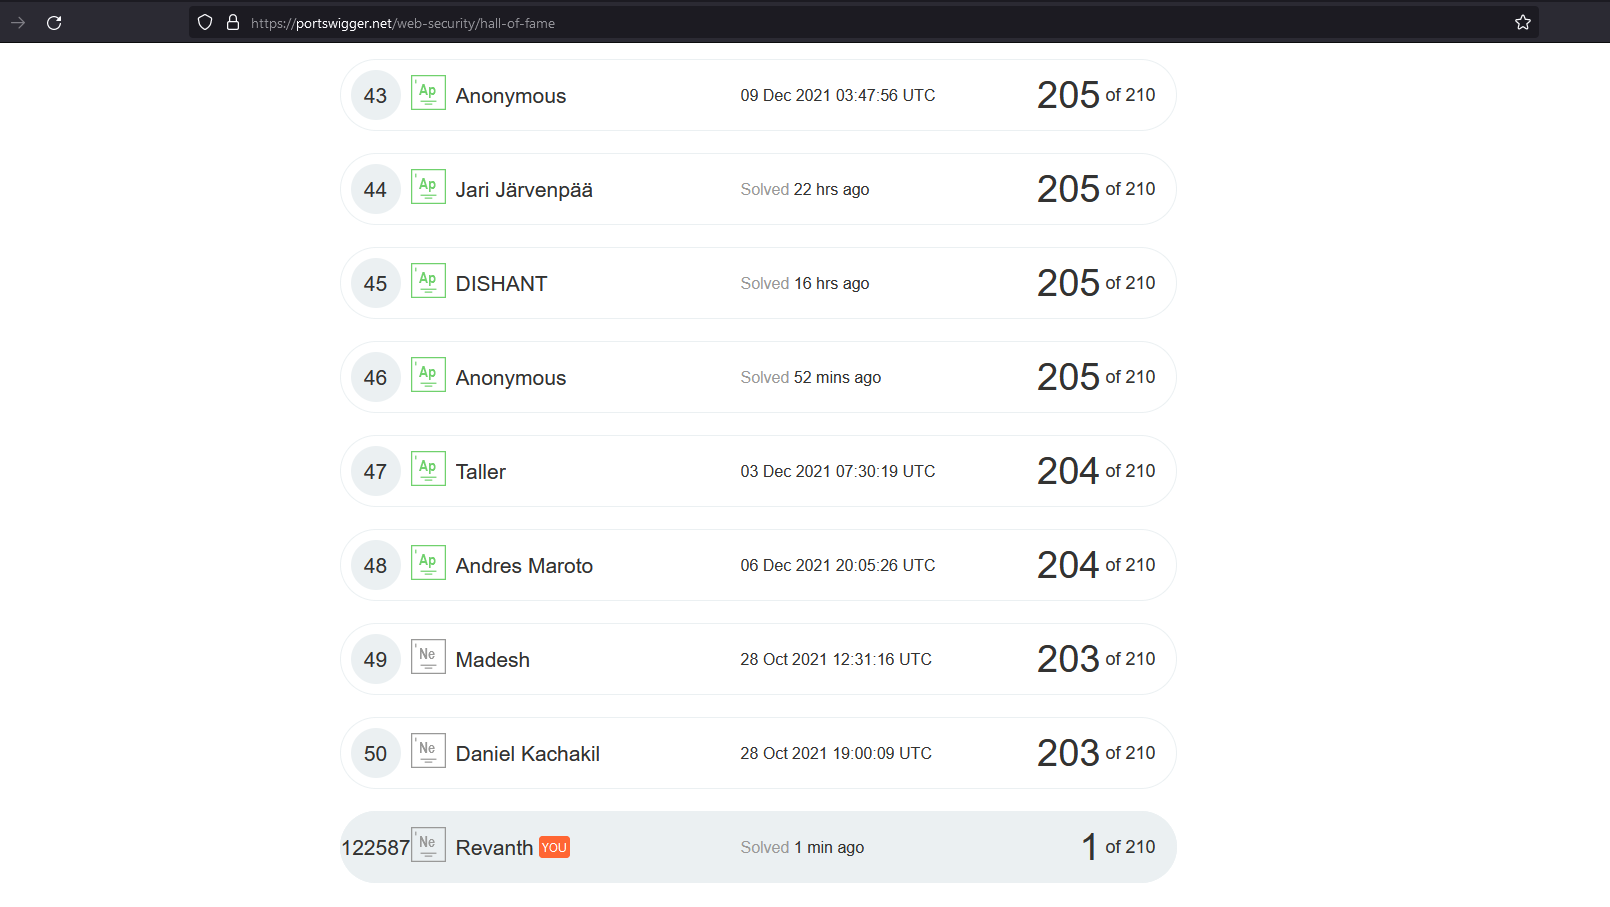 https://portswigger.net/web-security/hall-of-fame
43 Ap Anonymous 09 Dec 2021 03:47:56 UTC 205 of 210
44 Ap Jari Järvenpää Solved 22 hrs ago 205 of 210
45 Ap DISHANT Solved 16 hrs ago 205 of 210
46 Ap Anonymous Solved 52 mins ago 205 of 210
47 Ap Taller 03 Dec 2021 07:30:19 UTC 204 of 210
48 Ap Andres Maroto 06 Dec 2021 20:05:26 UTC 204 of 210
49 Ne Madesh 28 Oct 2021 12:31:16 UTC 203 of 210
50 Ne Daniel Kachakil 28 Oct 2021 19:00:09 UTC 203 of 210
122587 Ne Revanth YOU Solved 1 min ago 1 of 210